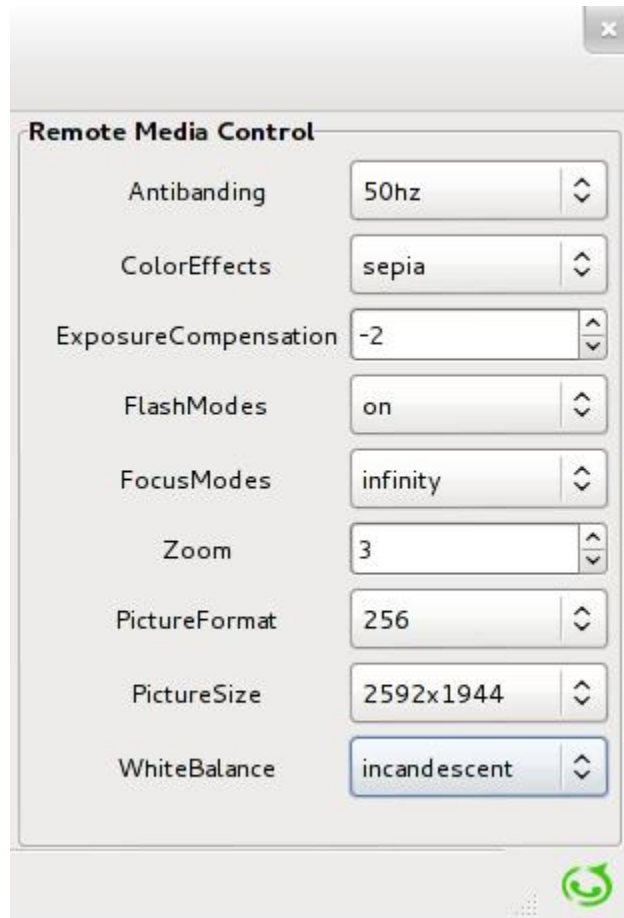 Remote Media Control
Antibanding 50hz
ColorEffects sepia
ExposureCompensation -2
FlashModes on
FocusModes infinity
Zoom 3
PictureFormat 256
PictureSize 2592x1944
WhiteBalance incandescent